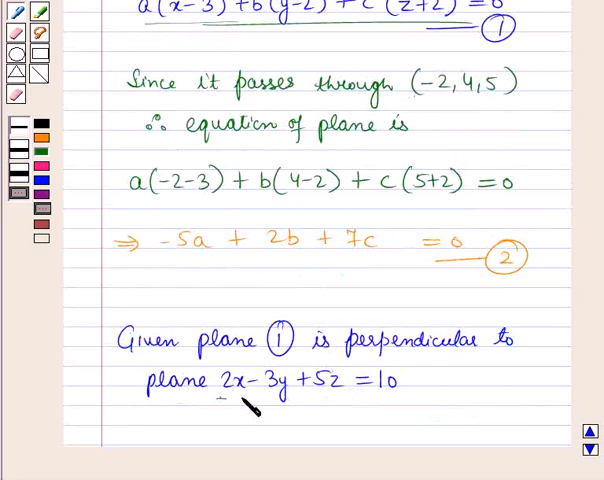 a(x-3) + b(y-2) + c(z+2) = 0
①
Since it passes through (-2,4,5)
∴ equation of plane is
a(-2-3) + b(4-2) + c(5+2) = 0
⇒ -5a + 2b + 7c = 0
②
Given plane ① is perpendicular to
plane 2x - 3y + 5z = 10